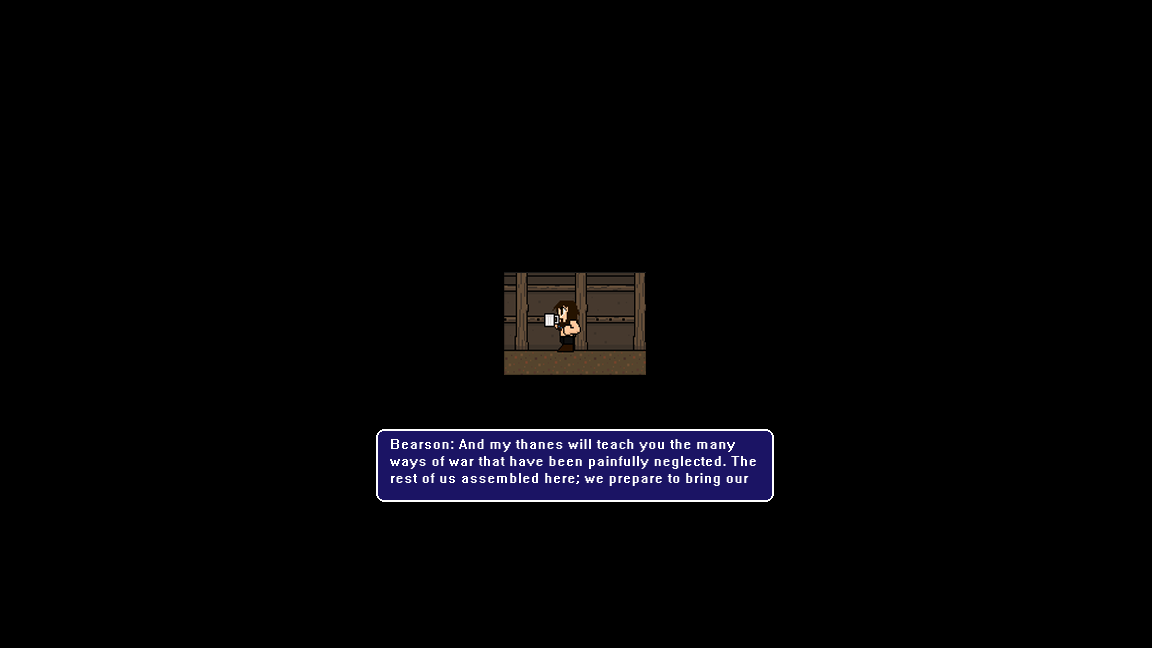 Bearson: And my thanes will teach you the many
ways of war that have been painfully neglected. The
rest of us assembled here; we prepare to bring our